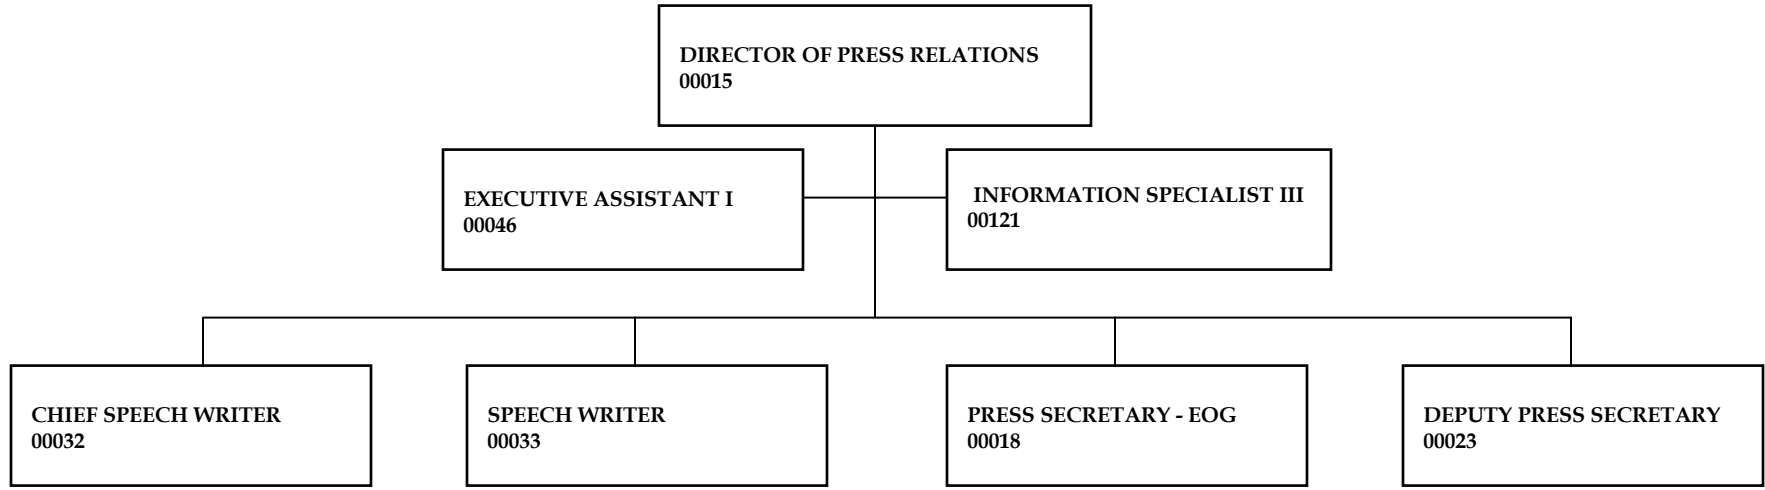 DIRECTOR OF PRESS RELATIONS
00015
EXECUTIVE ASSISTANT I
00046
INFORMATION SPECIALIST III
00121
CHIEF SPEECH WRITER
00032
SPEECH WRITER
00033
PRESS SECRETARY - EOG
00018
DEPUTY PRESS SECRETARY
00023